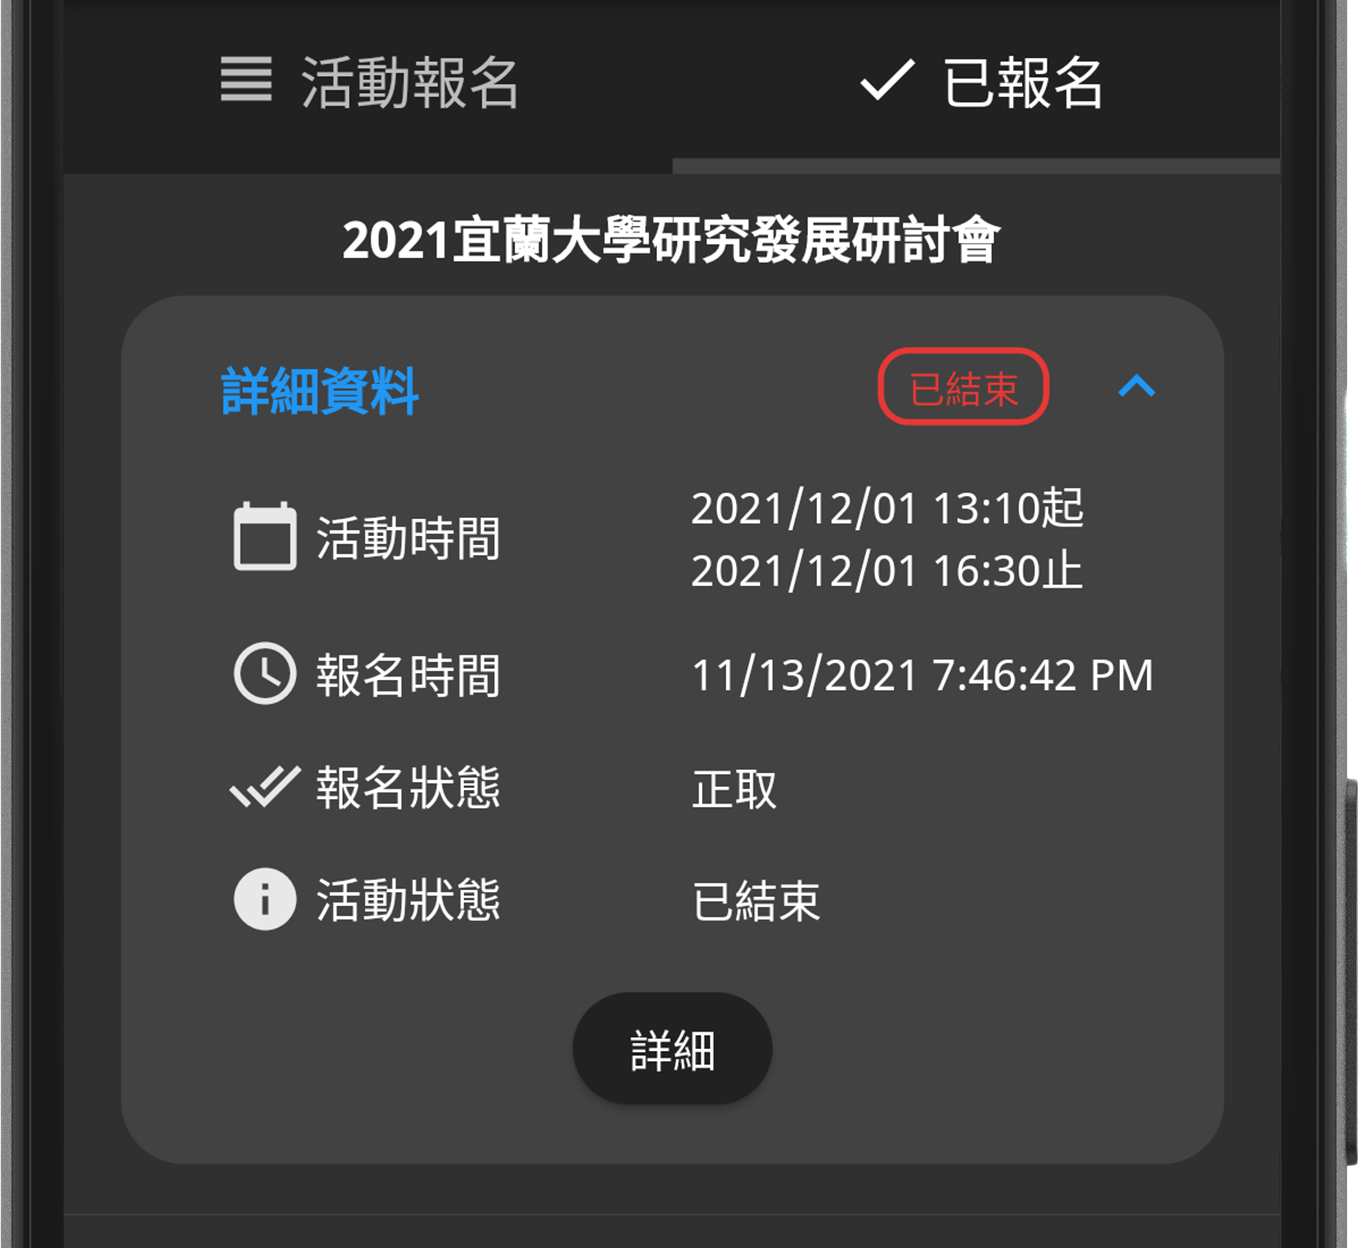 活動報名
已報名
2021宜蘭大學研究發展研討會
詳細資料
已結束
活動時間
2021/12/01 13:10起
2021/12/01 16:30止
報名時間
11/13/2021 7:46:42 PM
報名狀態
正取
活動狀態
已結束
詳細